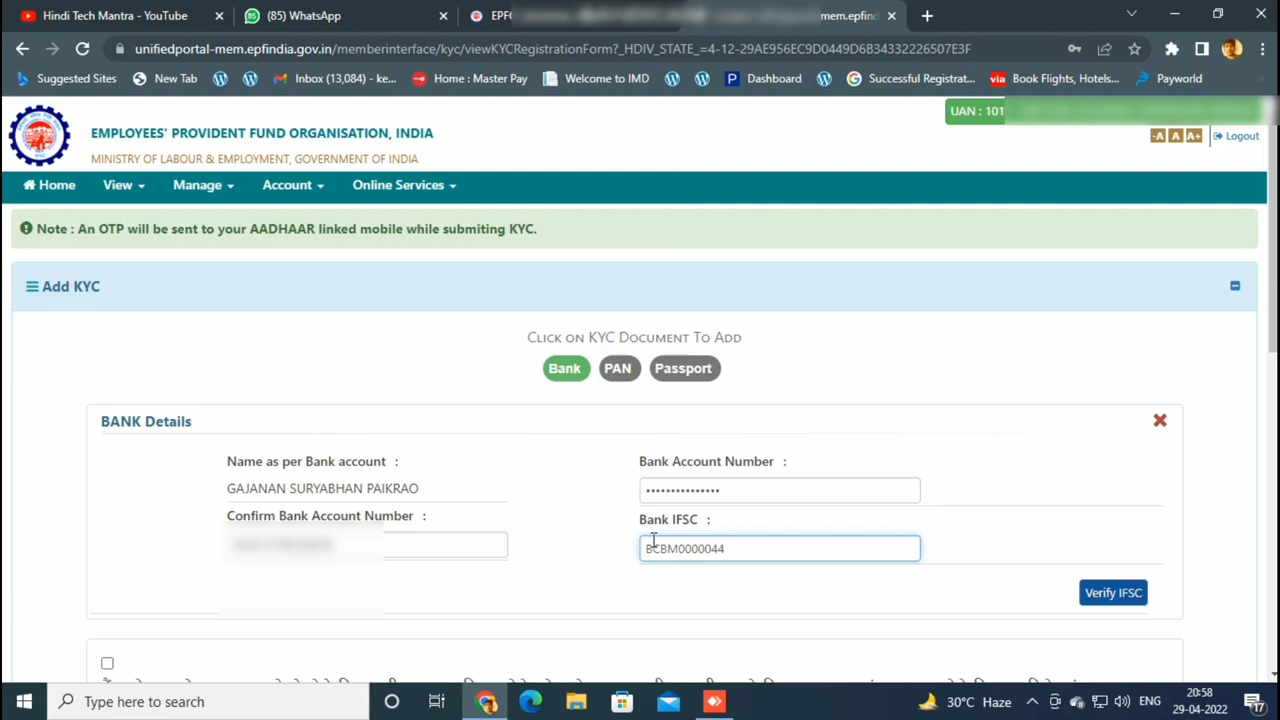 Hindi Tech Mantra - YouTube
(85) WhatsApp
EPFC
mem.epfind
unifiedportal-mem.epfindia.gov.in/memberinterface/kyc/viewKYCRegistrationForm?_HDIV_STATE_=4-12-29AE956EC9D0449D6B34332226507E3F
Suggested Sites New Tab Inbox (13,084) - ke... Home : Master Pay Welcome to IMD Dashboard Successful Registrat... via Book Flights, Hotels... Payworld
UAN : 101
EMPLOYEES' PROVIDENT FUND ORGANISATION, INDIA
MINISTRY OF LABOUR & EMPLOYMENT, GOVERNMENT OF INDIA
-A A A+ Logout
Home View Manage Account Online Services
Note : An OTP will be sent to your AADHAAR linked mobile while submiting KYC.
Add KYC
CLICK ON KYC DOCUMENT TO ADD
Bank PAN Passport
BANK Details
Name as per Bank account : Bank Account Number :
GAJANAN SURYABHAN PAIKRAO •••••••••••••••
Confirm Bank Account Number : Bank IFSC :
BCBM0000044
Verify IFSC
Type here to search
30°C Haze ENG 20:58
29-04-2022 17